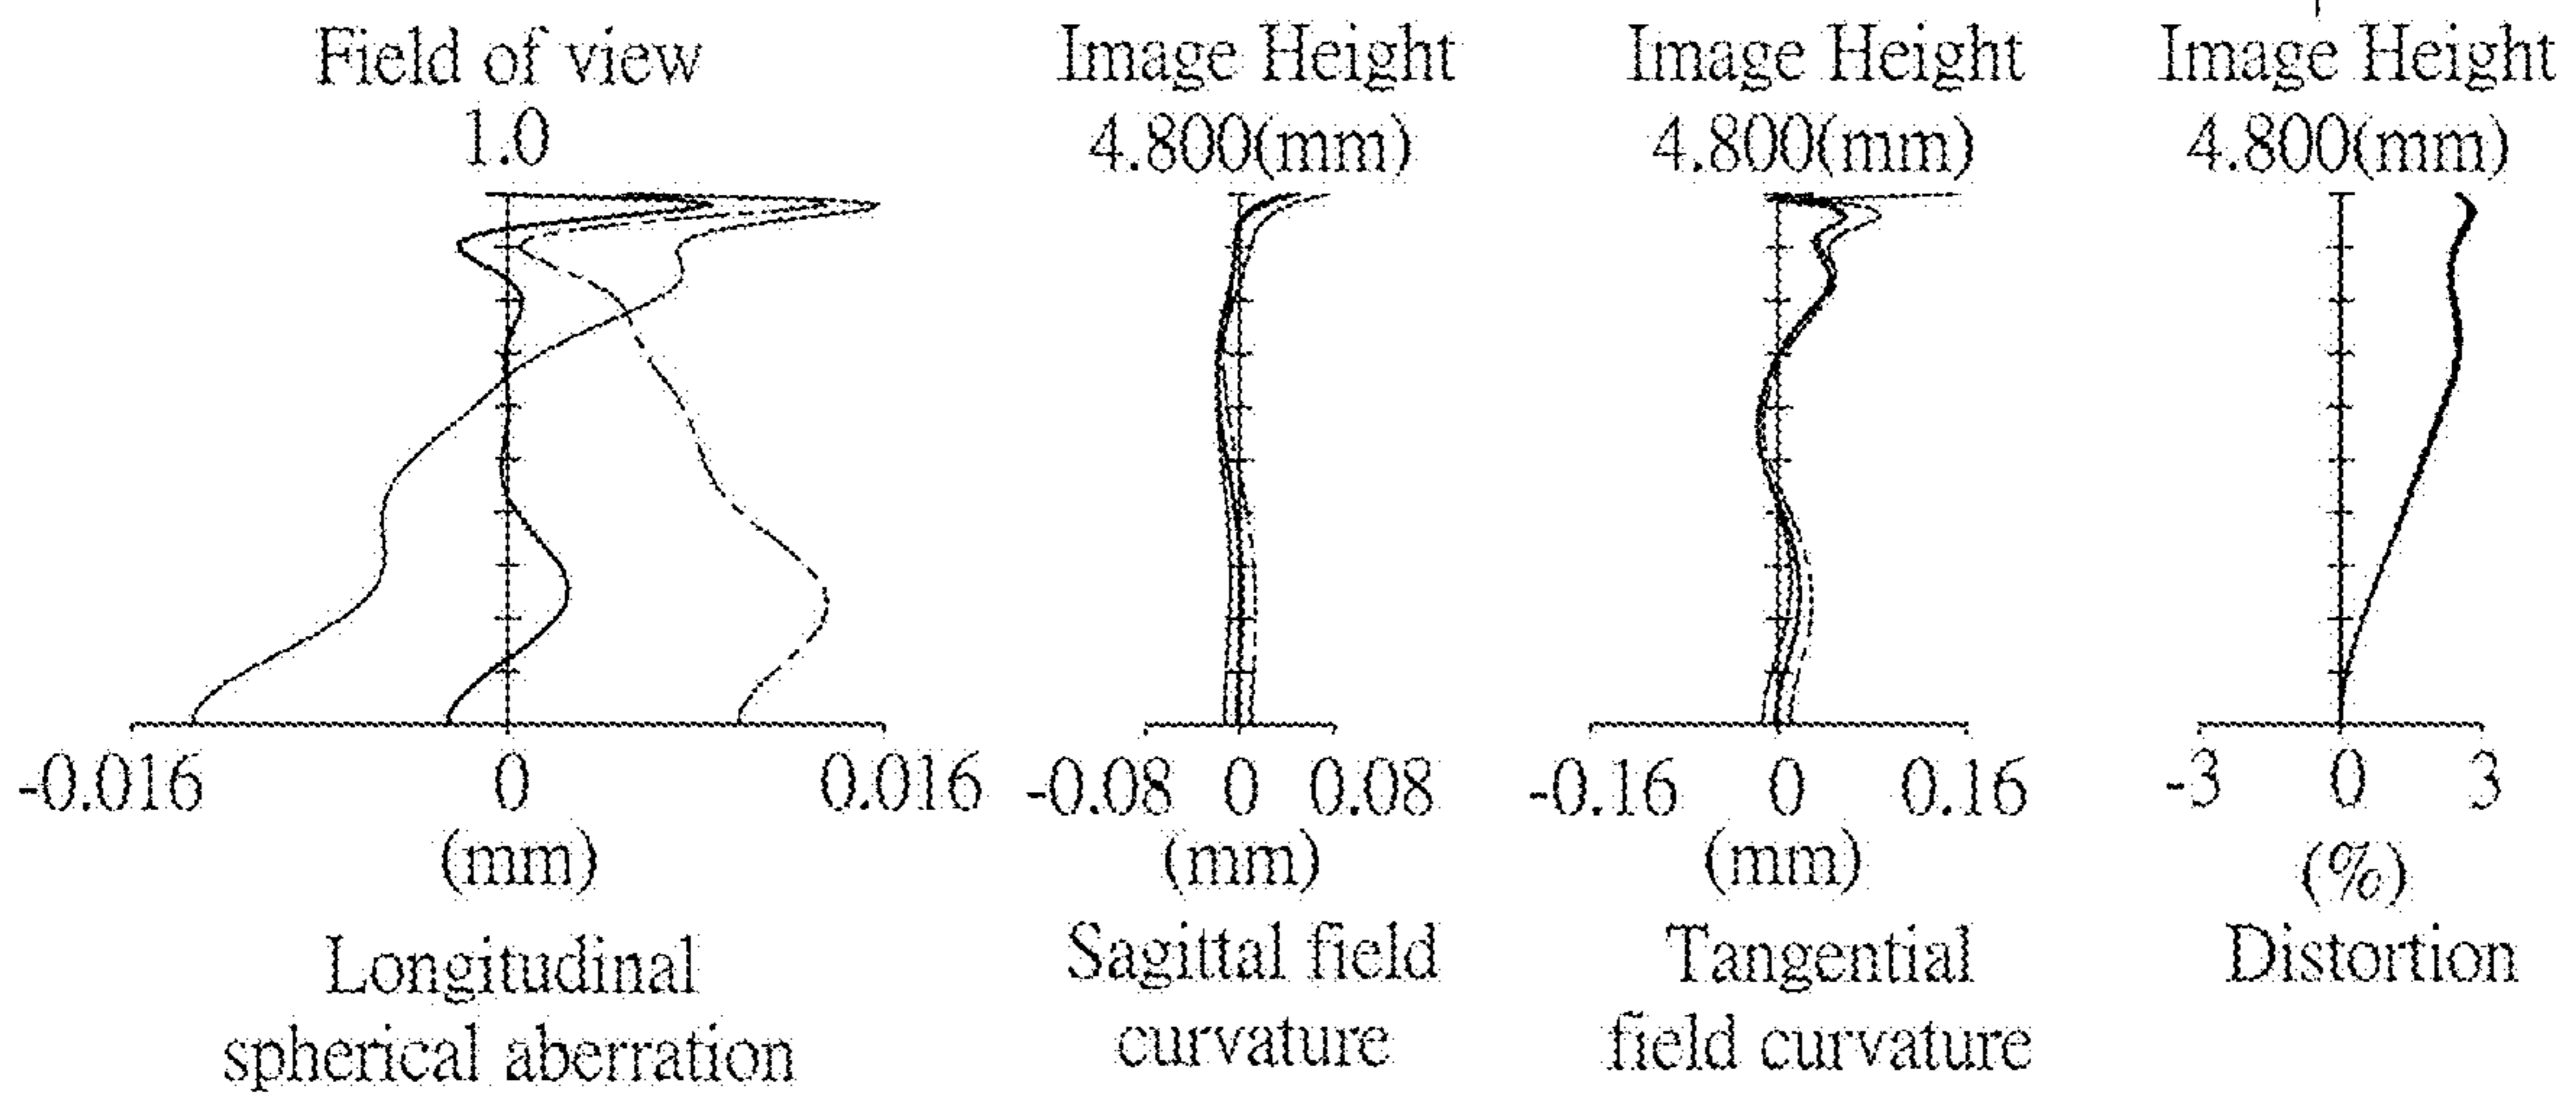 Field of view
1.0
-0.016 0 0.016
(mm)
Longitudinal
spherical aberration
Image Height
4.800(mm)
-0.08 0 0.08
(mm)
Sagittal field
curvature
Image Height
4.800(mm)
-0.16 0 0.16
(mm)
Tangential
field curvature
Image Height
4.800(mm)
-3 0 3
(%)
Distortion